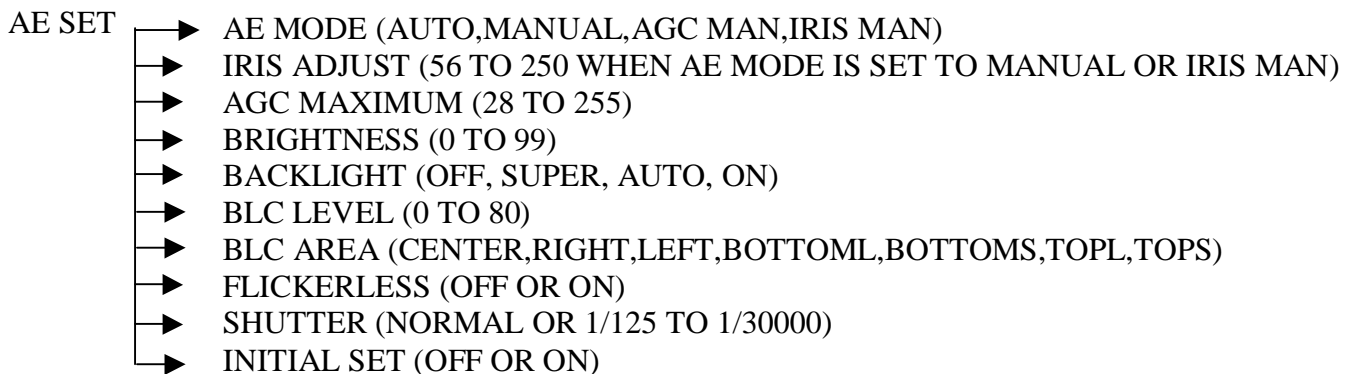 AE SET
AE MODE (AUTO,MANUAL,AGC MAN,IRIS MAN)
IRIS ADJUST (56 TO 250 WHEN AE MODE IS SET TO MANUAL OR IRIS MAN)
AGC MAXIMUM (28 TO 255)
BRIGHTNESS (0 TO 99)
BACKLIGHT (OFF, SUPER, AUTO, ON)
BLC LEVEL (0 TO 80)
BLC AREA (CENTER,RIGHT,LEFT,BOTTOML,BOTTOMS,TOPL,TOPS)
FLICKERLESS (OFF OR ON)
SHUTTER (NORMAL OR 1/125 TO 1/30000)
INITIAL SET (OFF OR ON)